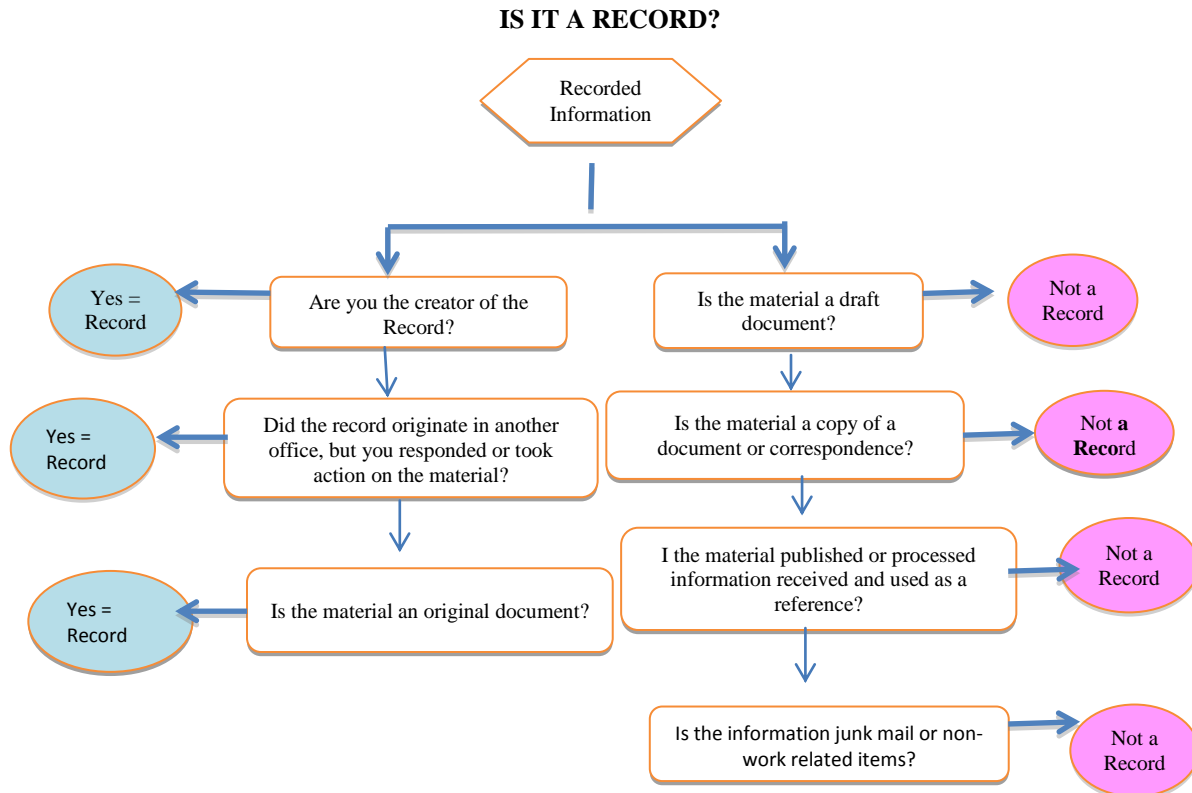 IS IT A RECORD?
Recorded
Information
Yes =
Record
Are you the creator of the
Record?
Is the material a draft
document?
Not a
Record
Yes =
Record
Did the record originate in another
office, but you responded or took
action on the material?
Is the material a copy of a
document or correspondence?
Not a
Record
Yes =
Record
Is the material an original document?
I the material published or processed
information received and used as a
reference?
Not a
Record
Is the information junk mail or non-
work related items?
Not a
Record